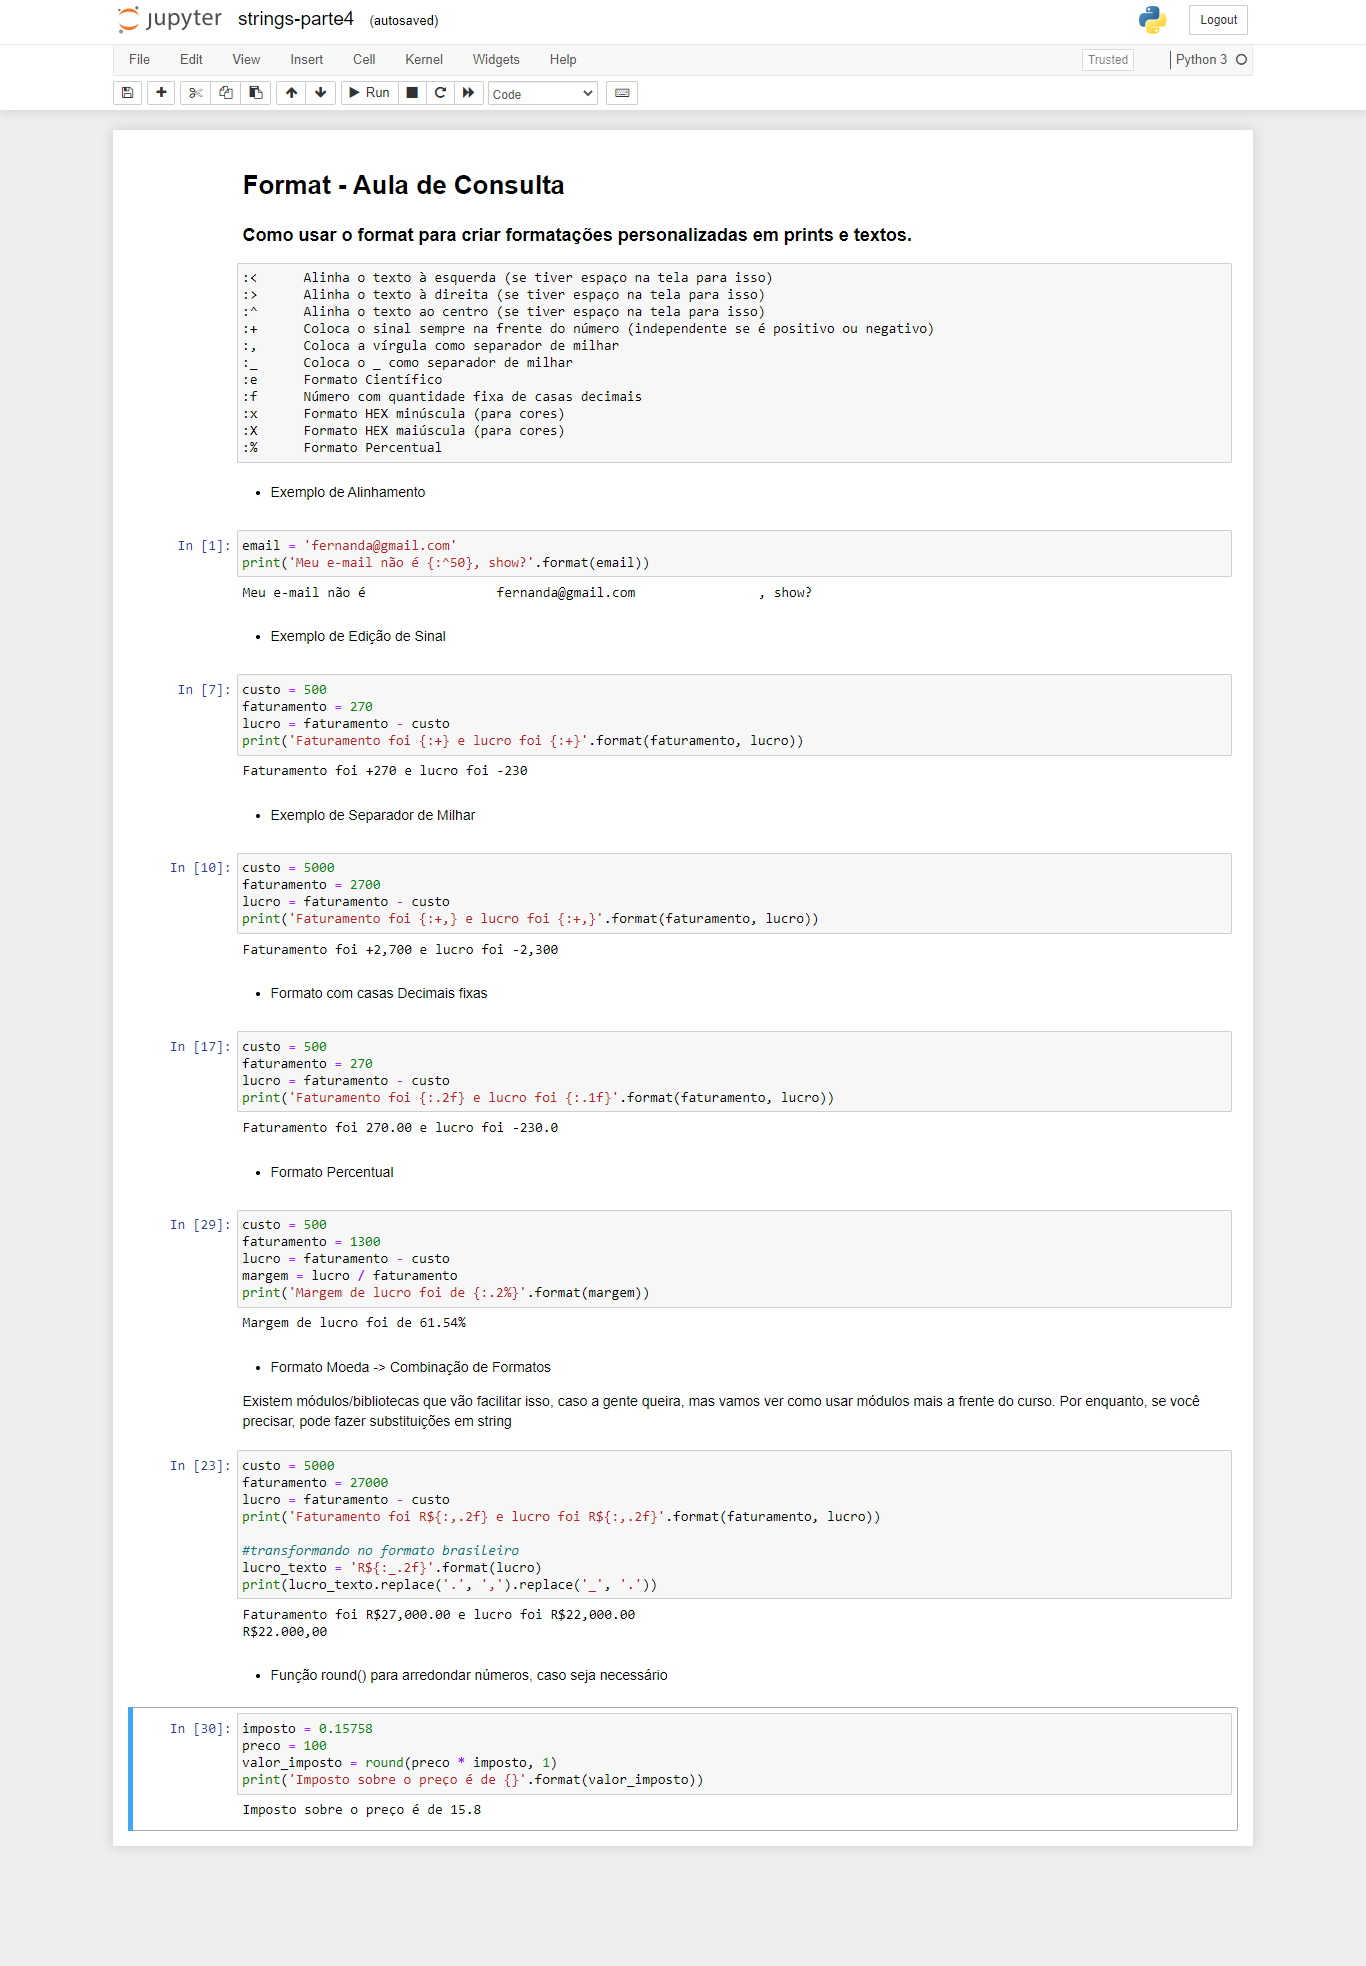 jupyter strings-parte4 (autosaved) Logout
File Edit View Insert Cell Kernel Widgets Help Trusted Python 3
Run Code
Format - Aula de Consulta
Como usar o format para criar formatações personalizadas em prints e textos.
:<      Alinha o texto à esquerda (se tiver espaço na tela para isso)
:>      Alinha o texto à direita (se tiver espaço na tela para isso)
:^      Alinha o texto ao centro (se tiver espaço na tela para isso)
:+      Coloca o sinal sempre na frente do número (independente se é positivo ou negativo)
:,      Coloca a vírgula como separador de milhar
:_      Coloca o _ como separador de milhar
:e      Formato Científico
:f      Número com quantidade fixa de casas decimais
:x      Formato HEX minúscula (para cores)
:X      Formato HEX maiúscula (para cores)
:%      Formato Percentual
• Exemplo de Alinhamento
In [1]: email = 'fernanda@gmail.com'
print('Meu e-mail não é {:^50}, show?'.format(email))
Meu e-mail não é                 fernanda@gmail.com                , show?
• Exemplo de Edição de Sinal
In [7]: custo = 500
faturamento = 270
lucro = faturamento - custo
print('Faturamento foi {:+} e lucro foi {:+}'.format(faturamento, lucro))
Faturamento foi +270 e lucro foi -230
• Exemplo de Separador de Milhar
In [10]: custo = 5000
faturamento = 2700
lucro = faturamento - custo
print('Faturamento foi {:+,} e lucro foi {:+,}'.format(faturamento, lucro))
Faturamento foi +2,700 e lucro foi -2,300
• Formato com casas Decimais fixas
In [17]: custo = 500
faturamento = 270
lucro = faturamento - custo
print('Faturamento foi {:.2f} e lucro foi {:.1f}'.format(faturamento, lucro))
Faturamento foi 270.00 e lucro foi -230.0
• Formato Percentual
In [29]: custo = 500
faturamento = 1300
lucro = faturamento - custo
margem = lucro / faturamento
print('Margem de lucro foi de {:.2%}'.format(margem))
Margem de lucro foi de 61.54%
• Formato Moeda -> Combinação de Formatos
Existem módulos/bibliotecas que vão facilitar isso, caso a gente queira, mas vamos ver como usar módulos mais a frente do curso. Por enquanto, se você
precisar, pode fazer substituições em string
In [23]: custo = 5000
faturamento = 27000
lucro = faturamento - custo
print('Faturamento foi R${:,.2f} e lucro foi R${:,.2f}'.format(faturamento, lucro))
#transformando no formato brasileiro
lucro_texto = 'R${:_.2f}'.format(lucro)
print(lucro_texto.replace('.', ',').replace('_', '.'))
Faturamento foi R$27,000.00 e lucro foi R$22,000.00
R$22.000,00
• Função round() para arredondar números, caso seja necessário
In [30]: imposto = 0.15758
preco = 100
valor_imposto = round(preco * imposto, 1)
print('Imposto sobre o preço é de {}'.format(valor_imposto))
Imposto sobre o preço é de 15.8